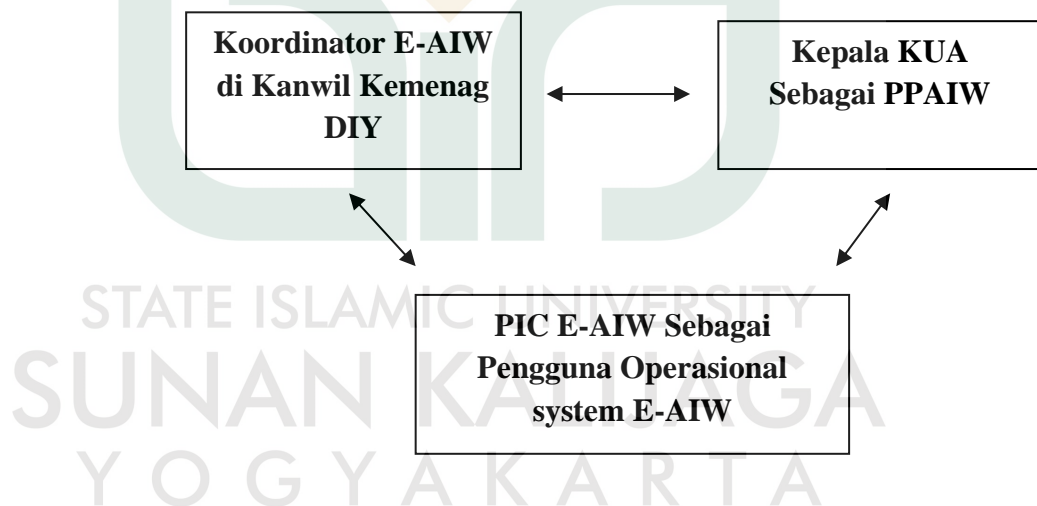 Koordinator E-AIW
di Kanwil Kemenag
DIY
Kepala KUA
Sebagai PPAIW
PIC E-AIW Sebagai
Pengguna Operasional
system E-AIW
STATE ISLAMIC UNIVERSITY
SUNAN KALIJAGA
YOGYAKARTA